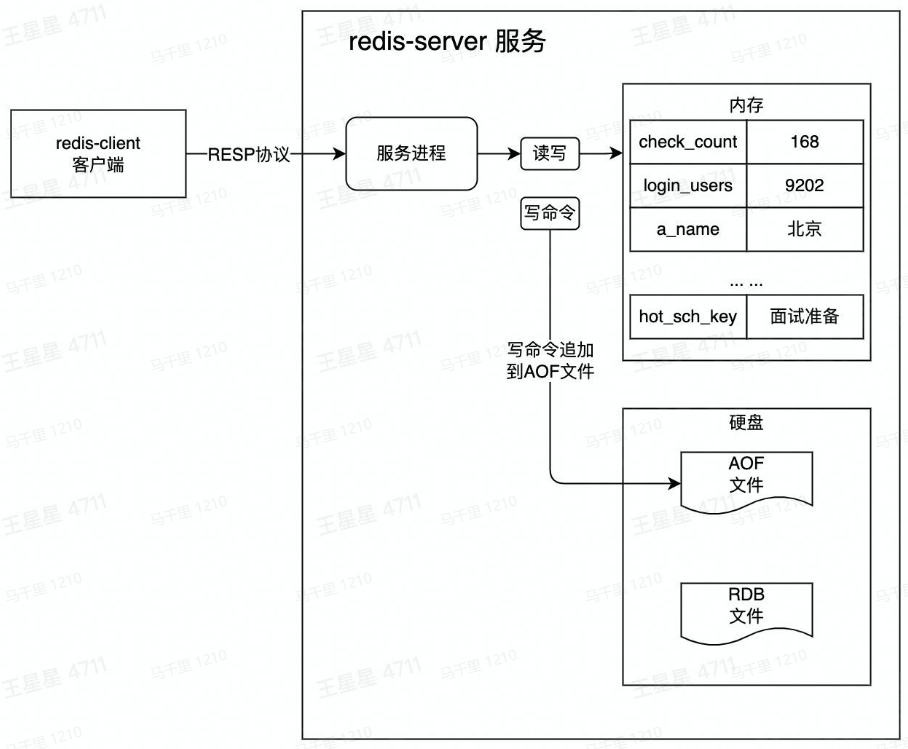 redis-server 服务
redis-client
客户端
RESP协议
服务进程
读写
写命令
写命令追加
到AOF文件
内存
check_count 168
login_users 9202
a_name 北京
... ...
hot_sch_key 面试准备
硬盘
AOF
文件
RDB
文件
王星星 4711
马千里 1210